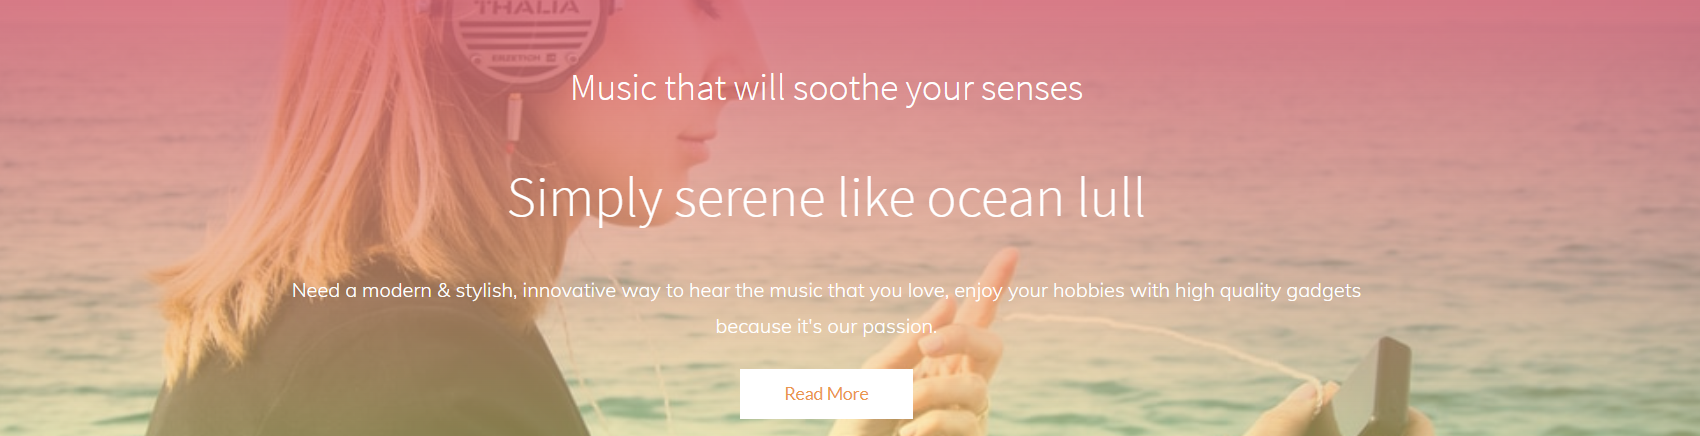 THALIA
Music that will soothe your senses
Simply serene like ocean lull
Need a modern & stylish, innovative way to hear the music that you love, enjoy your hobbies with high quality gadgets
because it's our passion.
Read More